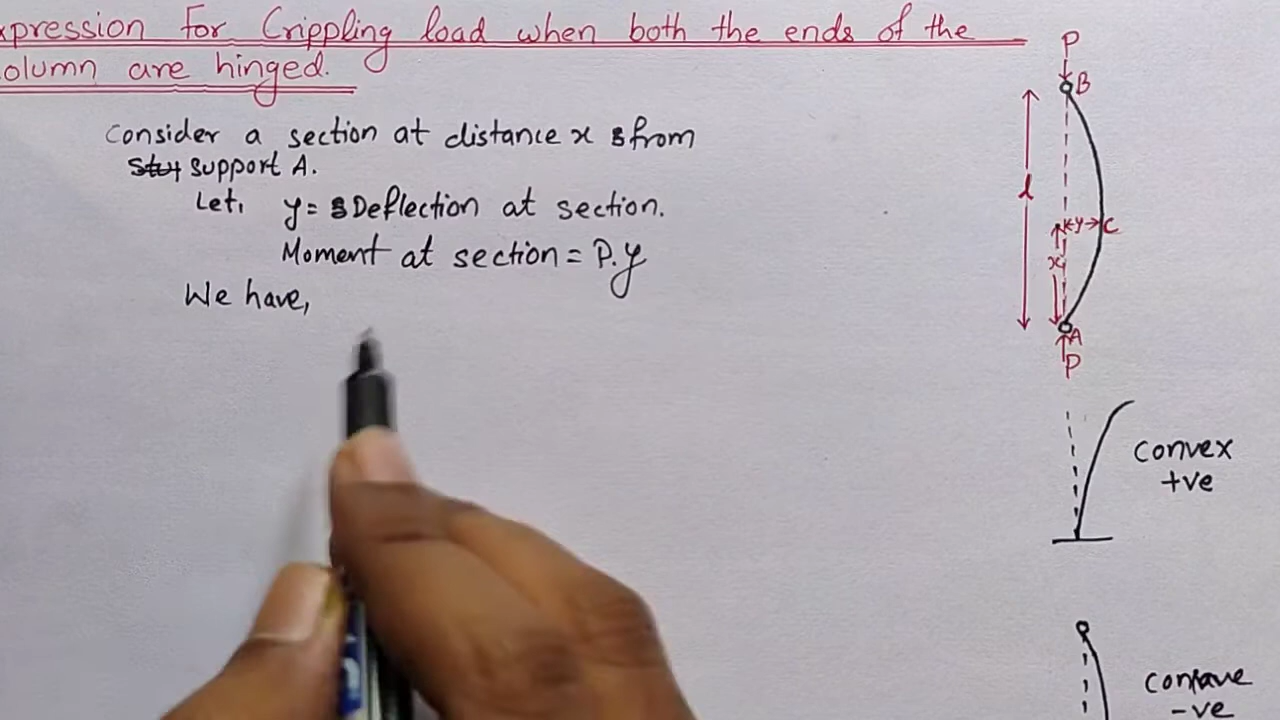 xpression for Crippling load when both the ends of the
olumn are hinged.
Consider a section at distance x from
support A.
Let, y = Deflection at section.
Moment at section = P.y
We have,
P
B
l
y
C
x
A
P
convex
+ve
concave
-ve